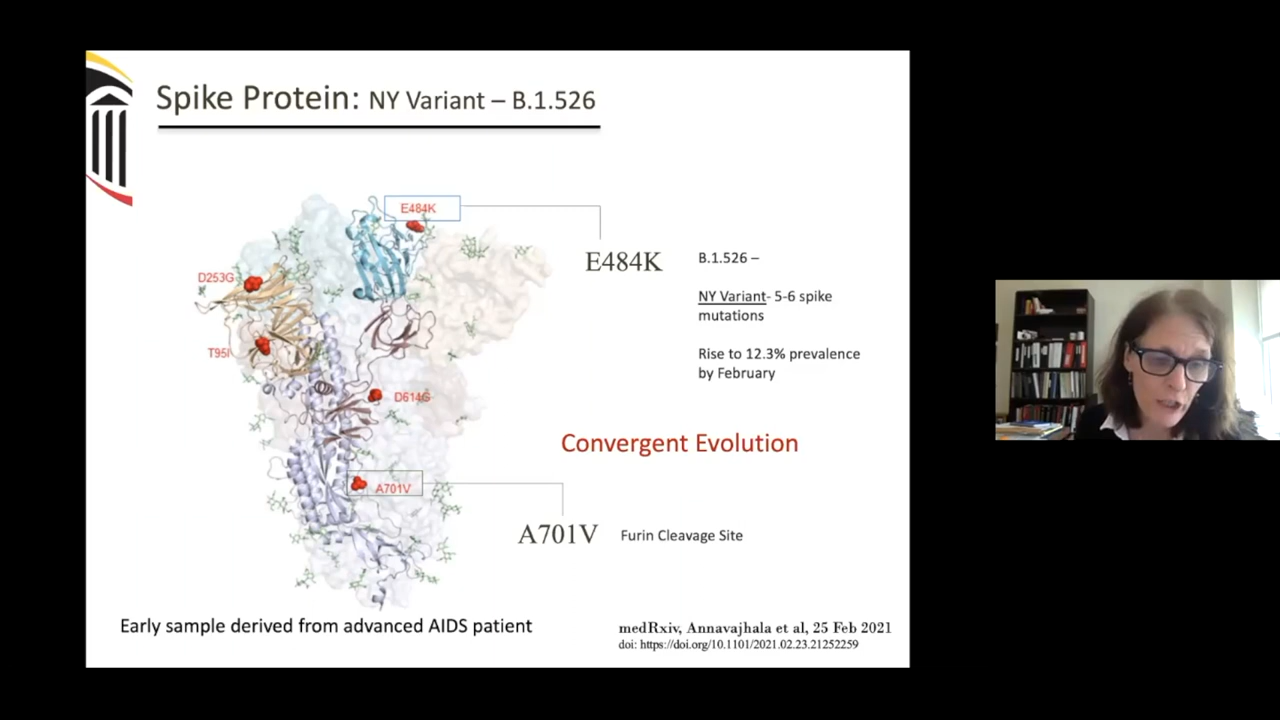 Spike Protein: NY Variant – B.1.526
E484K
D253G
T95I
D614G
A701V
E484K
B.1.526 –
NY Variant- 5-6 spike
mutations
Rise to 12.3% prevalence
by February
Convergent Evolution
A701V
Furin Cleavage Site
Early sample derived from advanced AIDS patient
medRxiv, Annavajhala et al, 25 Feb 2021
doi: https://doi.org/10.1101/2021.02.23.21252259